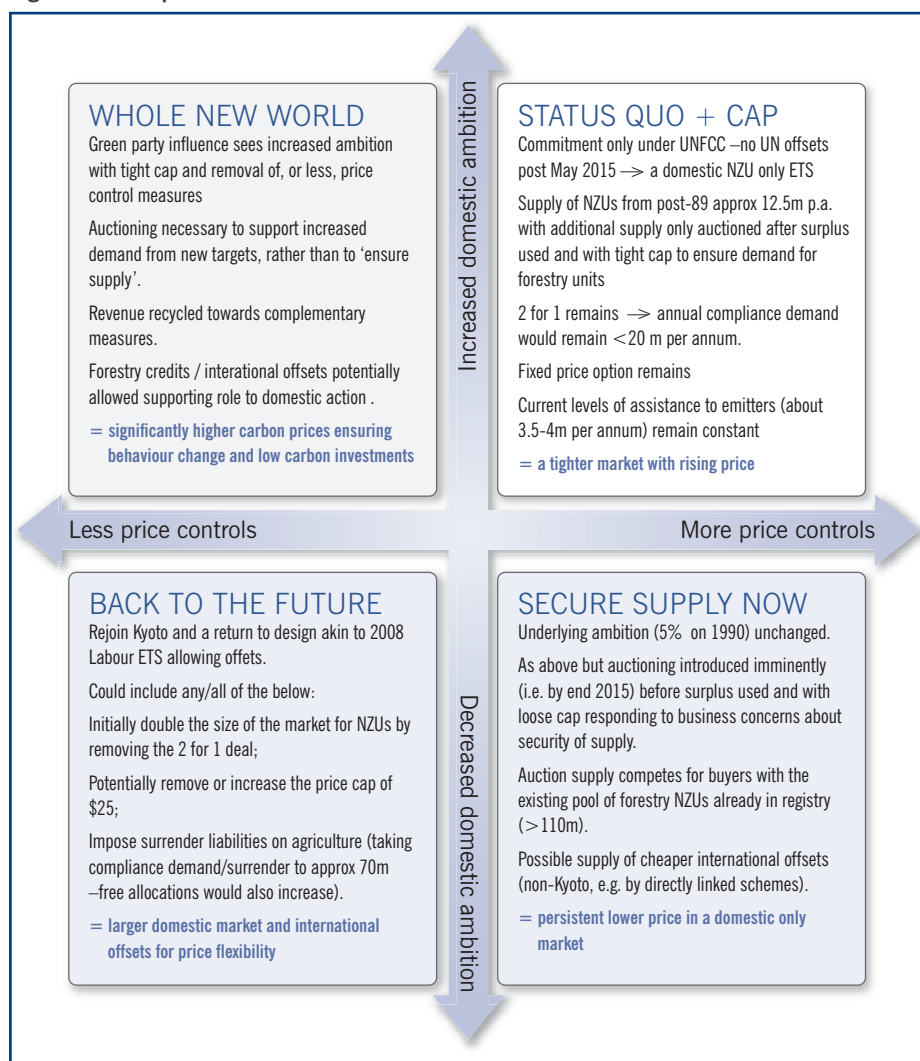 WHOLE NEW WORLD
Green party influence sees increased ambition
with tight cap and removal of, or less, price
control measures
Auctioning necessary to support increased
demand from new targets, rather than to ‘ensure
supply’.
Revenue recycled towards complementary
measures.
Forestry credits / interational offsets potentially
allowed supporting role to domestic action .
= significantly higher carbon prices ensuring
behaviour change and low carbon investments
Increased domestic ambition
STATUS QUO + CAP
Commitment only under UNFCC –no UN offsets
post May 2015 -> a domestic NZU only ETS
Supply of NZUs from post-89 approx 12.5m p.a.
with additional supply only auctioned after surplus
used and with tight cap to ensure demand for
forestry units
2 for 1 remains -> annual compliance demand
would remain <20 m per annum.
Fixed price option remains
Current levels of assistance to emitters (about
3.5-4m per annum) remain constant
= a tighter market with rising price
Less price controls
More price controls
BACK TO THE FUTURE
Rejoin Kyoto and a return to design akin to 2008
Labour ETS allowing offets.
Could include any/all of the below:
Initially double the size of the market for NZUs by
removing the 2 for 1 deal;
Potentially remove or increase the price cap of
$25;
Impose surrender liabilities on agriculture (taking
compliance demand/surrender to approx 70m
–free allocations would also increase).
= larger domestic market and international
offsets for price flexibility
Decreased domestic ambition
SECURE SUPPLY NOW
Underlying ambition (5% on 1990) unchanged.
As above but auctioning introduced imminently
(i.e. by end 2015) before surplus used and with
loose cap responding to business concerns about
security of supply.
Auction supply competes for buyers with the
existing pool of forestry NZUs already in registry
(>110m).
Possible supply of cheaper international offsets
(non-Kyoto, e.g. by directly linked schemes).
= persistent lower price in a domestic only
market